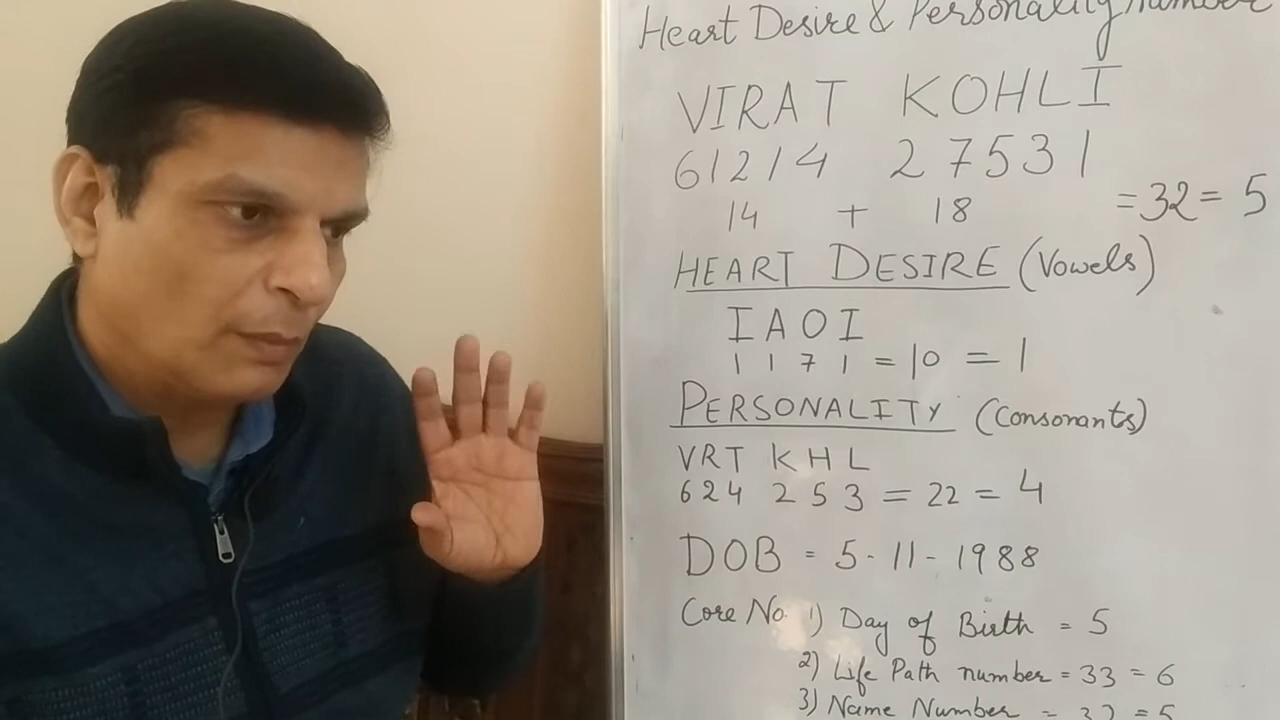 Heart Desire & Personality Number
VIRAT KOHLI
61214 27531
14 + 18 = 32 = 5
HEART DESIRE (Vowels)
I A O I
1 1 7 1 = 10 = 1
PERSONALITY (Consonants)
VRT KHL
624 253 = 22 = 4
DOB = 5-11-1988
Core No. 1) Day of Birth = 5
2) Life Path number = 33 = 6
3) Name Number = 32 = 5